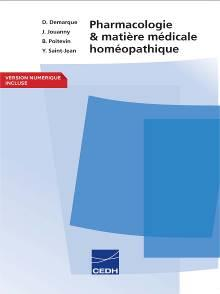 D. Demarque
J. Jouanny
B. Poitevin
Y. Saint-Jean
Pharmacologie
& matière médicale
homéopathique
VERSION NUMÉRIQUE
INCLUSE
CEDH